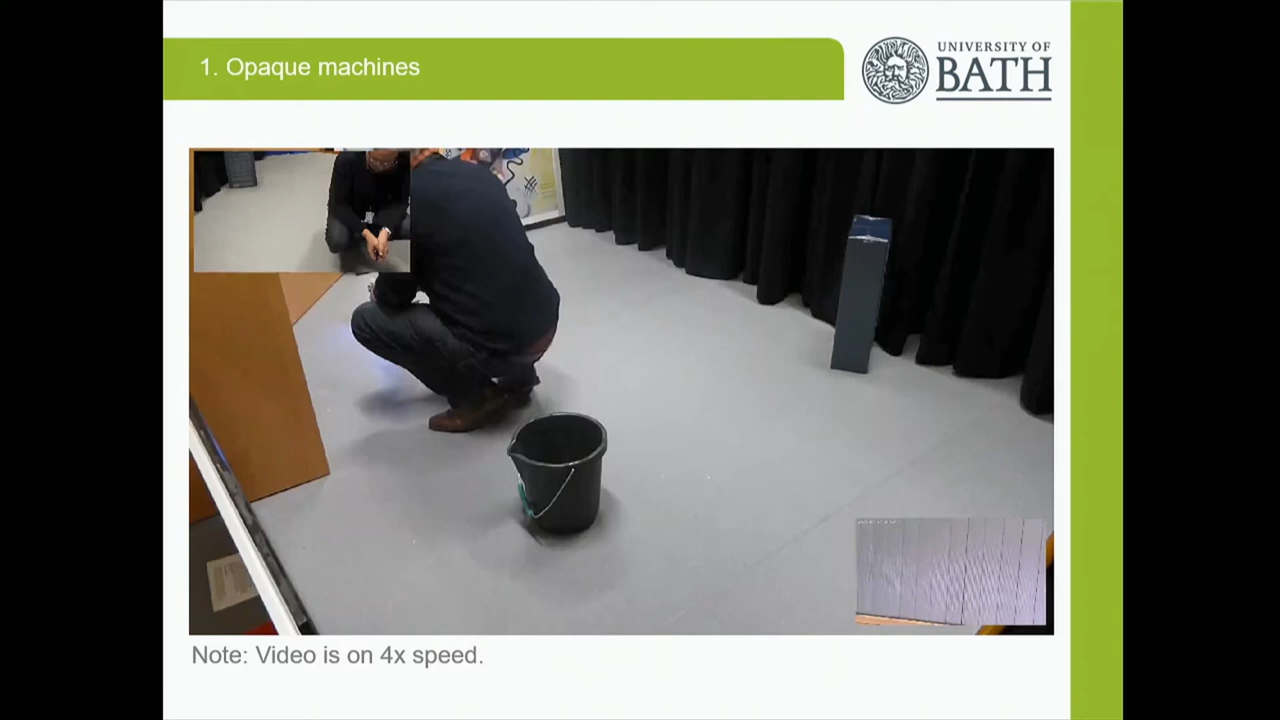 1. Opaque machines
UNIVERSITY OF
BATH
Note: Video is on 4x speed.